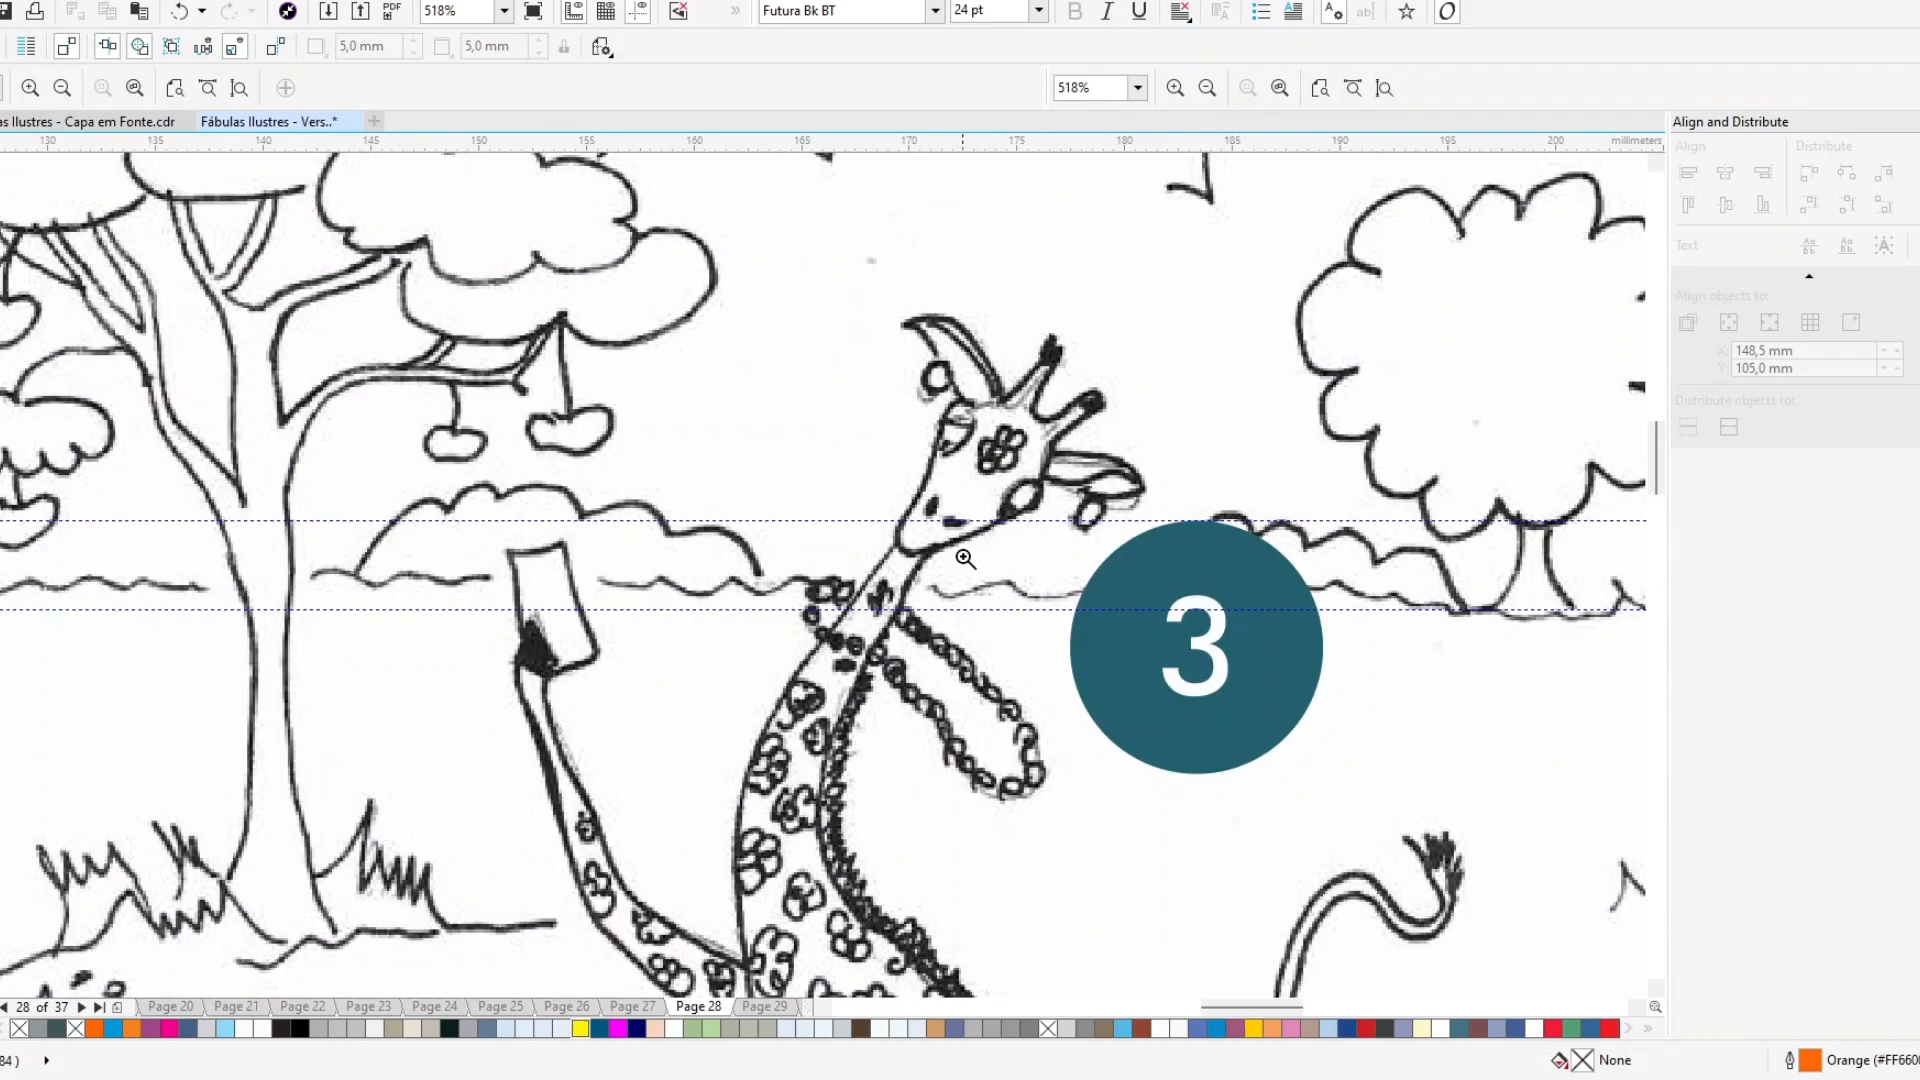 PDF
518%
Futura Bk BT
24 pt
5,0 mm
5,0 mm
518%
as Ilustres - Capa em Fonte.cdr
Fábulas Ilustres - Vers..*
Align and Distribute
130 135 140 145 150 155 160 165 170 175 180 185 190 195 200 millimeters
Align
Distribute
Text
Align objects to:
X: 148,5 mm
Y: 105,0 mm
Distribute objects to:
3
28 of 37
Page 20
Page 21
Page 22
Page 23
Page 24
Page 25
Page 26
Page 27
Page 28
Page 29
84 )
None
Orange (#FF6600